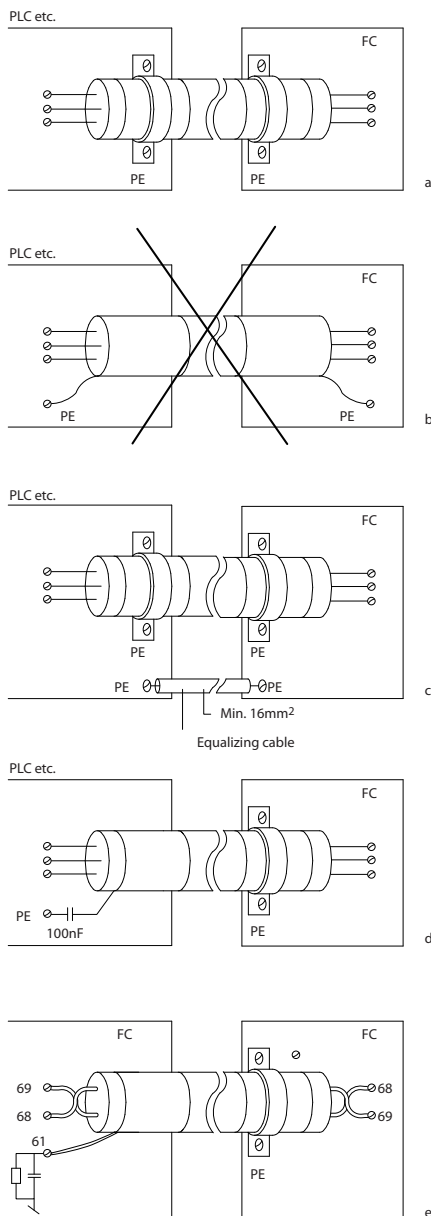 PLC etc.
FC
PE
PE
a
PLC etc.
FC
PE
PE
b
PLC etc.
FC
PE
PE
PE
PE
Min. 16mm²
Equalizing cable
c
PLC etc.
FC
PE
100nF
PE
d
FC
FC
69
68
68
69
61
PE
e